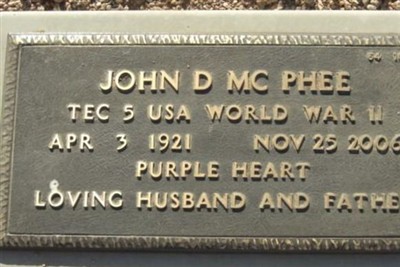 JOHN D MC PHEE
TEC 5 USA WORLD WAR II
APR 3 1921 NOV 25 2006
PURPLE HEART
LOVING HUSBAND AND FATHE